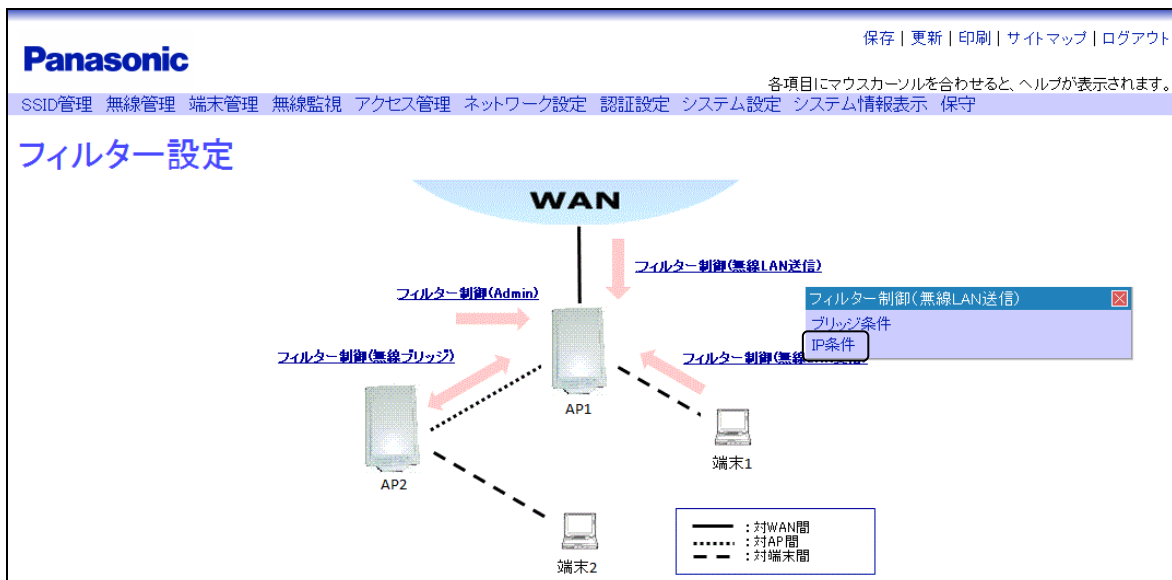 保存 | 更新 | 印刷 | サイトマップ | ログアウト
Panasonic
各項目にマウスカーソルを合わせると、ヘルプが表示されます。
SSID管理 無線管理 端末管理 無線監視 アクセス管理 ネットワーク設定 認証設定 システム設定 システム情報表示 保守
フィルター設定
WAN
フィルター制御(無線LAN送信)
フィルター制御(Admin)
フィルター制御(無線LAN送信)
ブリッジ条件
IP条件
フィルター制御(無線ブリッジ)
フィルター制御(無線
AP1
端末1
AP2
端末2
:対WAN間
:対AP間
:対端末間